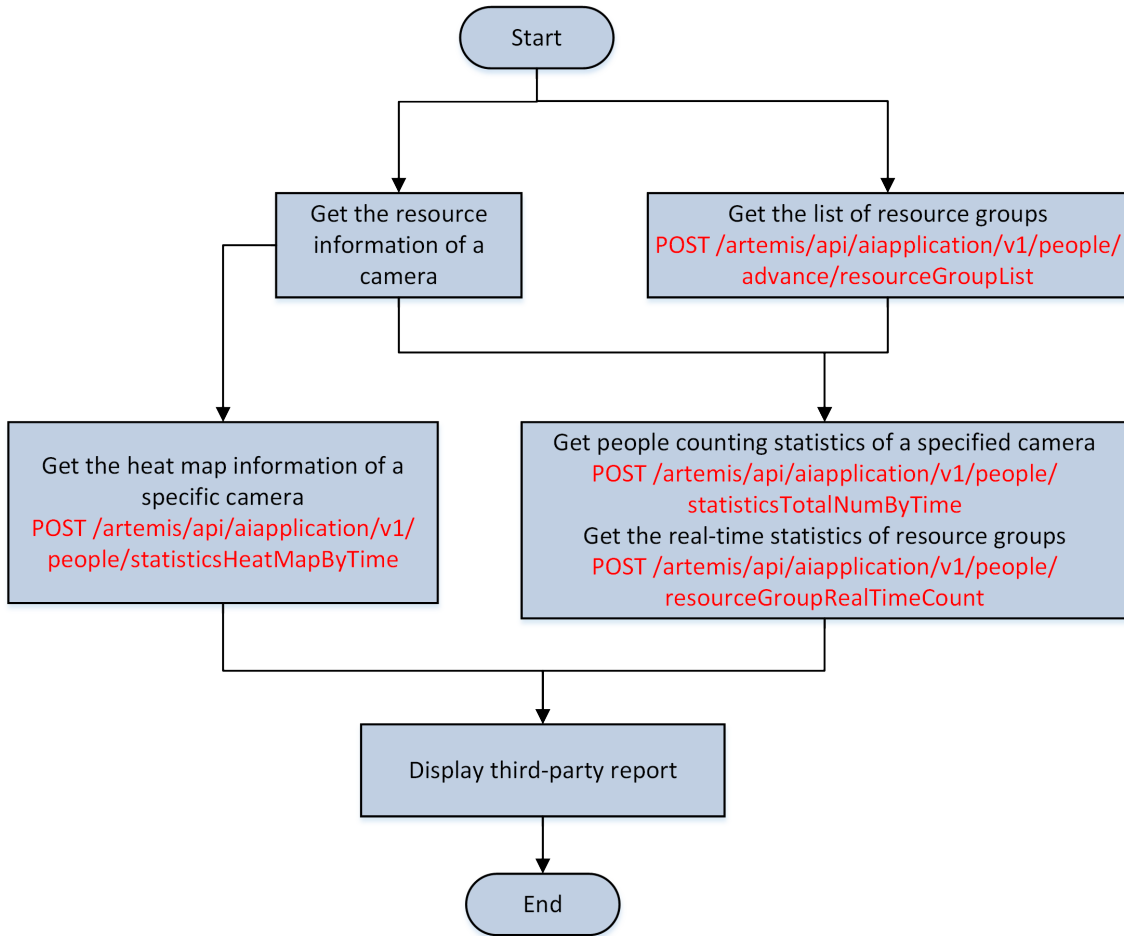 Start
Get the resource
information of a
camera
Get the list of resource groups
POST /artemis/api/aiapplication/v1/people/
advance/resourceGroupList
Get the heat map information of a
specific camera
POST /artemis/api/aiapplication/v1/
people/statisticsHeatMapByTime
Get people counting statistics of a specified camera
POST /artemis/api/aiapplication/v1/people/
statisticsTotalNumByTime
Get the real-time statistics of resource groups
POST /artemis/api/aiapplication/v1/people/
resourceGroupRealTimeCount
Display third-party report
End